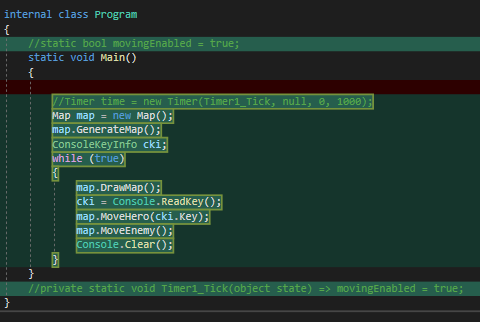 internal class Program
{
//static bool movingEnabled = true;
static void Main()
{
//Timer time = new Timer(Timer1_Tick, null, 0, 1000);
Map map = new Map();
map.GenerateMap();
ConsoleKeyInfo cki;
while (true)
{
map.DrawMap();
cki = Console.ReadKey();
map.MoveHero(cki.Key);
map.MoveEnemy();
Console.Clear();
}
}
//private static void Timer1_Tick(object state) => movingEnabled = true;
}